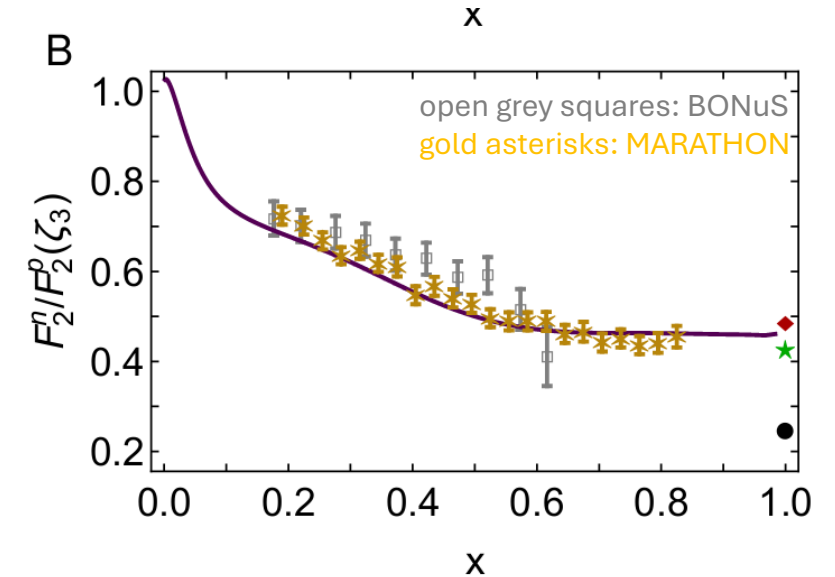 x
B
open grey squares: BONuS
gold asterisks: MARATHON
F₂ⁿ/F₂ᵖ(ζ₃)
1.0
0.8
0.6
0.4
0.2
0.0 0.2 0.4 0.6 0.8 1.0
x